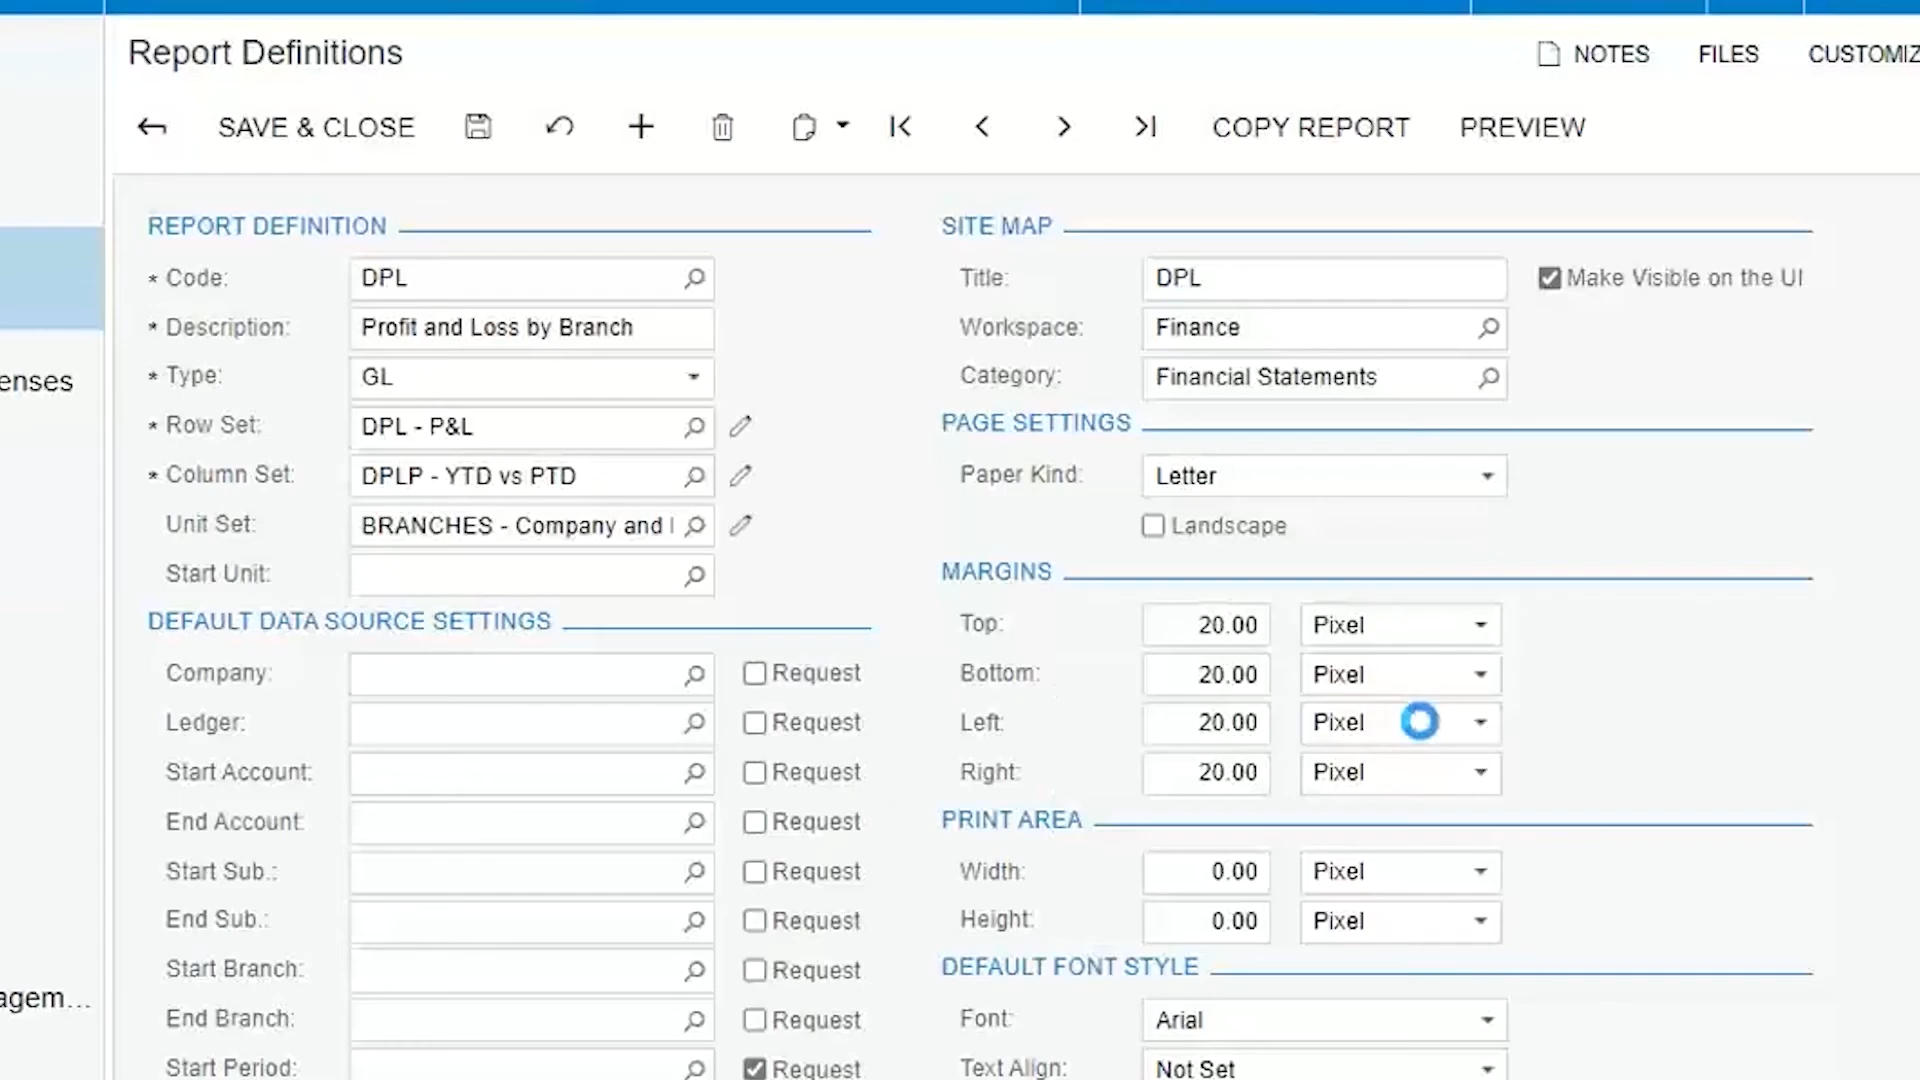 Report Definitions
NOTES
FILES
CUSTOMIZ
SAVE & CLOSE
COPY REPORT
PREVIEW
enses
agem...
REPORT DEFINITION
* Code: DPL
* Description: Profit and Loss by Branch
* Type: GL
* Row Set: DPL - P&L
* Column Set: DPLP - YTD vs PTD
Unit Set: BRANCHES - Company and
Start Unit:
DEFAULT DATA SOURCE SETTINGS
Company: Request
Ledger: Request
Start Account: Request
End Account: Request
Start Sub.: Request
End Sub.: Request
Start Branch: Request
End Branch: Request
Start Period: Request
SITE MAP
Title: DPL Make Visible on the UI
Workspace: Finance
Category: Financial Statements
PAGE SETTINGS
Paper Kind: Letter
Landscape
MARGINS
Top: 20.00 Pixel
Bottom: 20.00 Pixel
Left: 20.00 Pixel
Right: 20.00 Pixel
PRINT AREA
Width: 0.00 Pixel
Height: 0.00 Pixel
DEFAULT FONT STYLE
Font: Arial
Text Align: Not Set